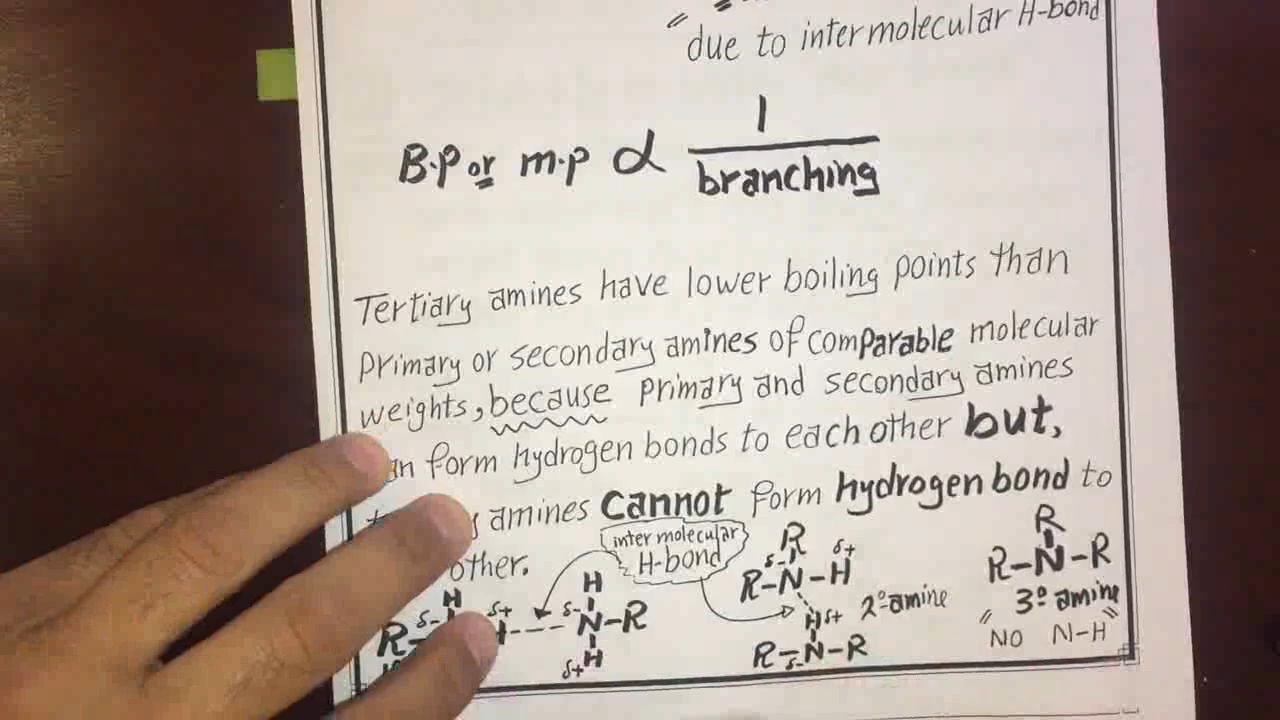 due to intermolecular H-bond
B.p or m.p ∝ 1/branching
Tertiary amines have lower boiling points than
primary or secondary amines of comparable molecular
weights, because primary and secondary amines
form hydrogen bonds to each other but,
amines cannot form hydrogen bond to
other.
inter molecular
H-bond
H
δ- δ+
R H --- δ- N-R
H
δ+ H
R
δ- δ+
R-N-H
H δ+
R-N-R
δ-
2° amine
R
R-N-R
3° amine
" NO N-H "